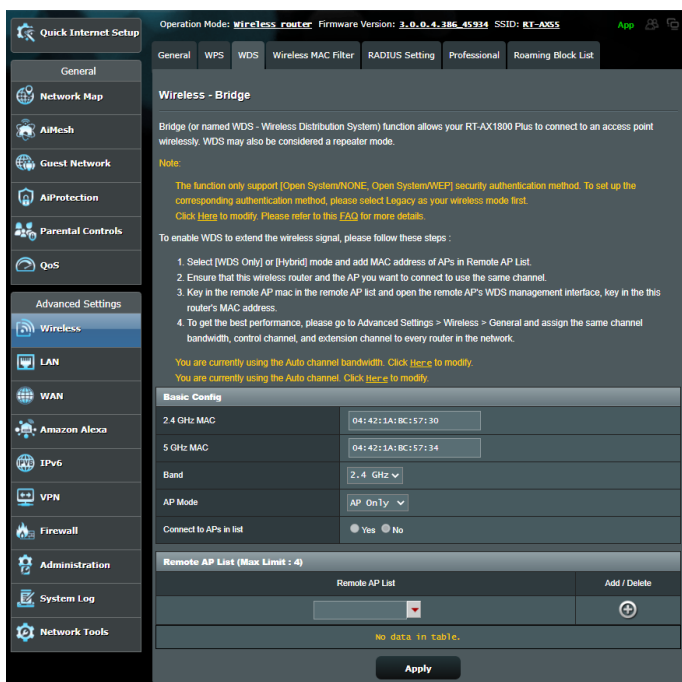 Quick Internet Setup
Operation Mode: Wireless router Firmware Version: 3.0.0.4.386_45934 SSID: RT-AX55
App
General
Network Map
AiMesh
Guest Network
AiProtection
Parental Controls
QoS
Advanced Settings
Wireless
LAN
WAN
Amazon Alexa
IPv6
VPN
Firewall
Administration
System Log
Network Tools
General WPS WDS Wireless MAC Filter RADIUS Setting Professional Roaming Block List
Wireless - Bridge
Bridge (or named WDS - Wireless Distribution System) function allows your RT-AX1800 Plus to connect to an access point
wirelessly. WDS may also be considered a repeater mode.
Note:
The function only support [Open System/NONE, Open System/WEP] security authentication method. To set up the
corresponding authentication method, please select Legacy as your wireless mode
first.
Click Here to modify. Please refer to this FAQ for more details.
To enable WDS to extend the wireless signal, please follow these steps :
1. Select [WDS Only] or [Hybrid] mode and add MAC address of APs in Remote AP List.
2. Ensure that this wireless router and the AP you want to connect to use the same channel.
3. Key in the remote AP mac in the remote AP list and open the remote AP's WDS management interface, key in the this
router's MAC address.
4. To get the best performance, please go to Advanced Settings > Wireless > General and assign the same channel
bandwidth, control channel, and extension channel to every router in the network.
You are currently using the Auto channel bandwidth. Click Here to modify.
You are currently using the Auto channel. Click Here to modify.
Basic Config
2.4 GHz MAC 04:42:1A:BC:57:30
5 GHz MAC 04:42:1A:BC:57:34
Band 2.4 GHz
AP Mode AP Only
Connect to APs in list Yes No
Remote AP List (Max Limit : 4)
Remote AP List Add / Delete
No data in table.
Apply